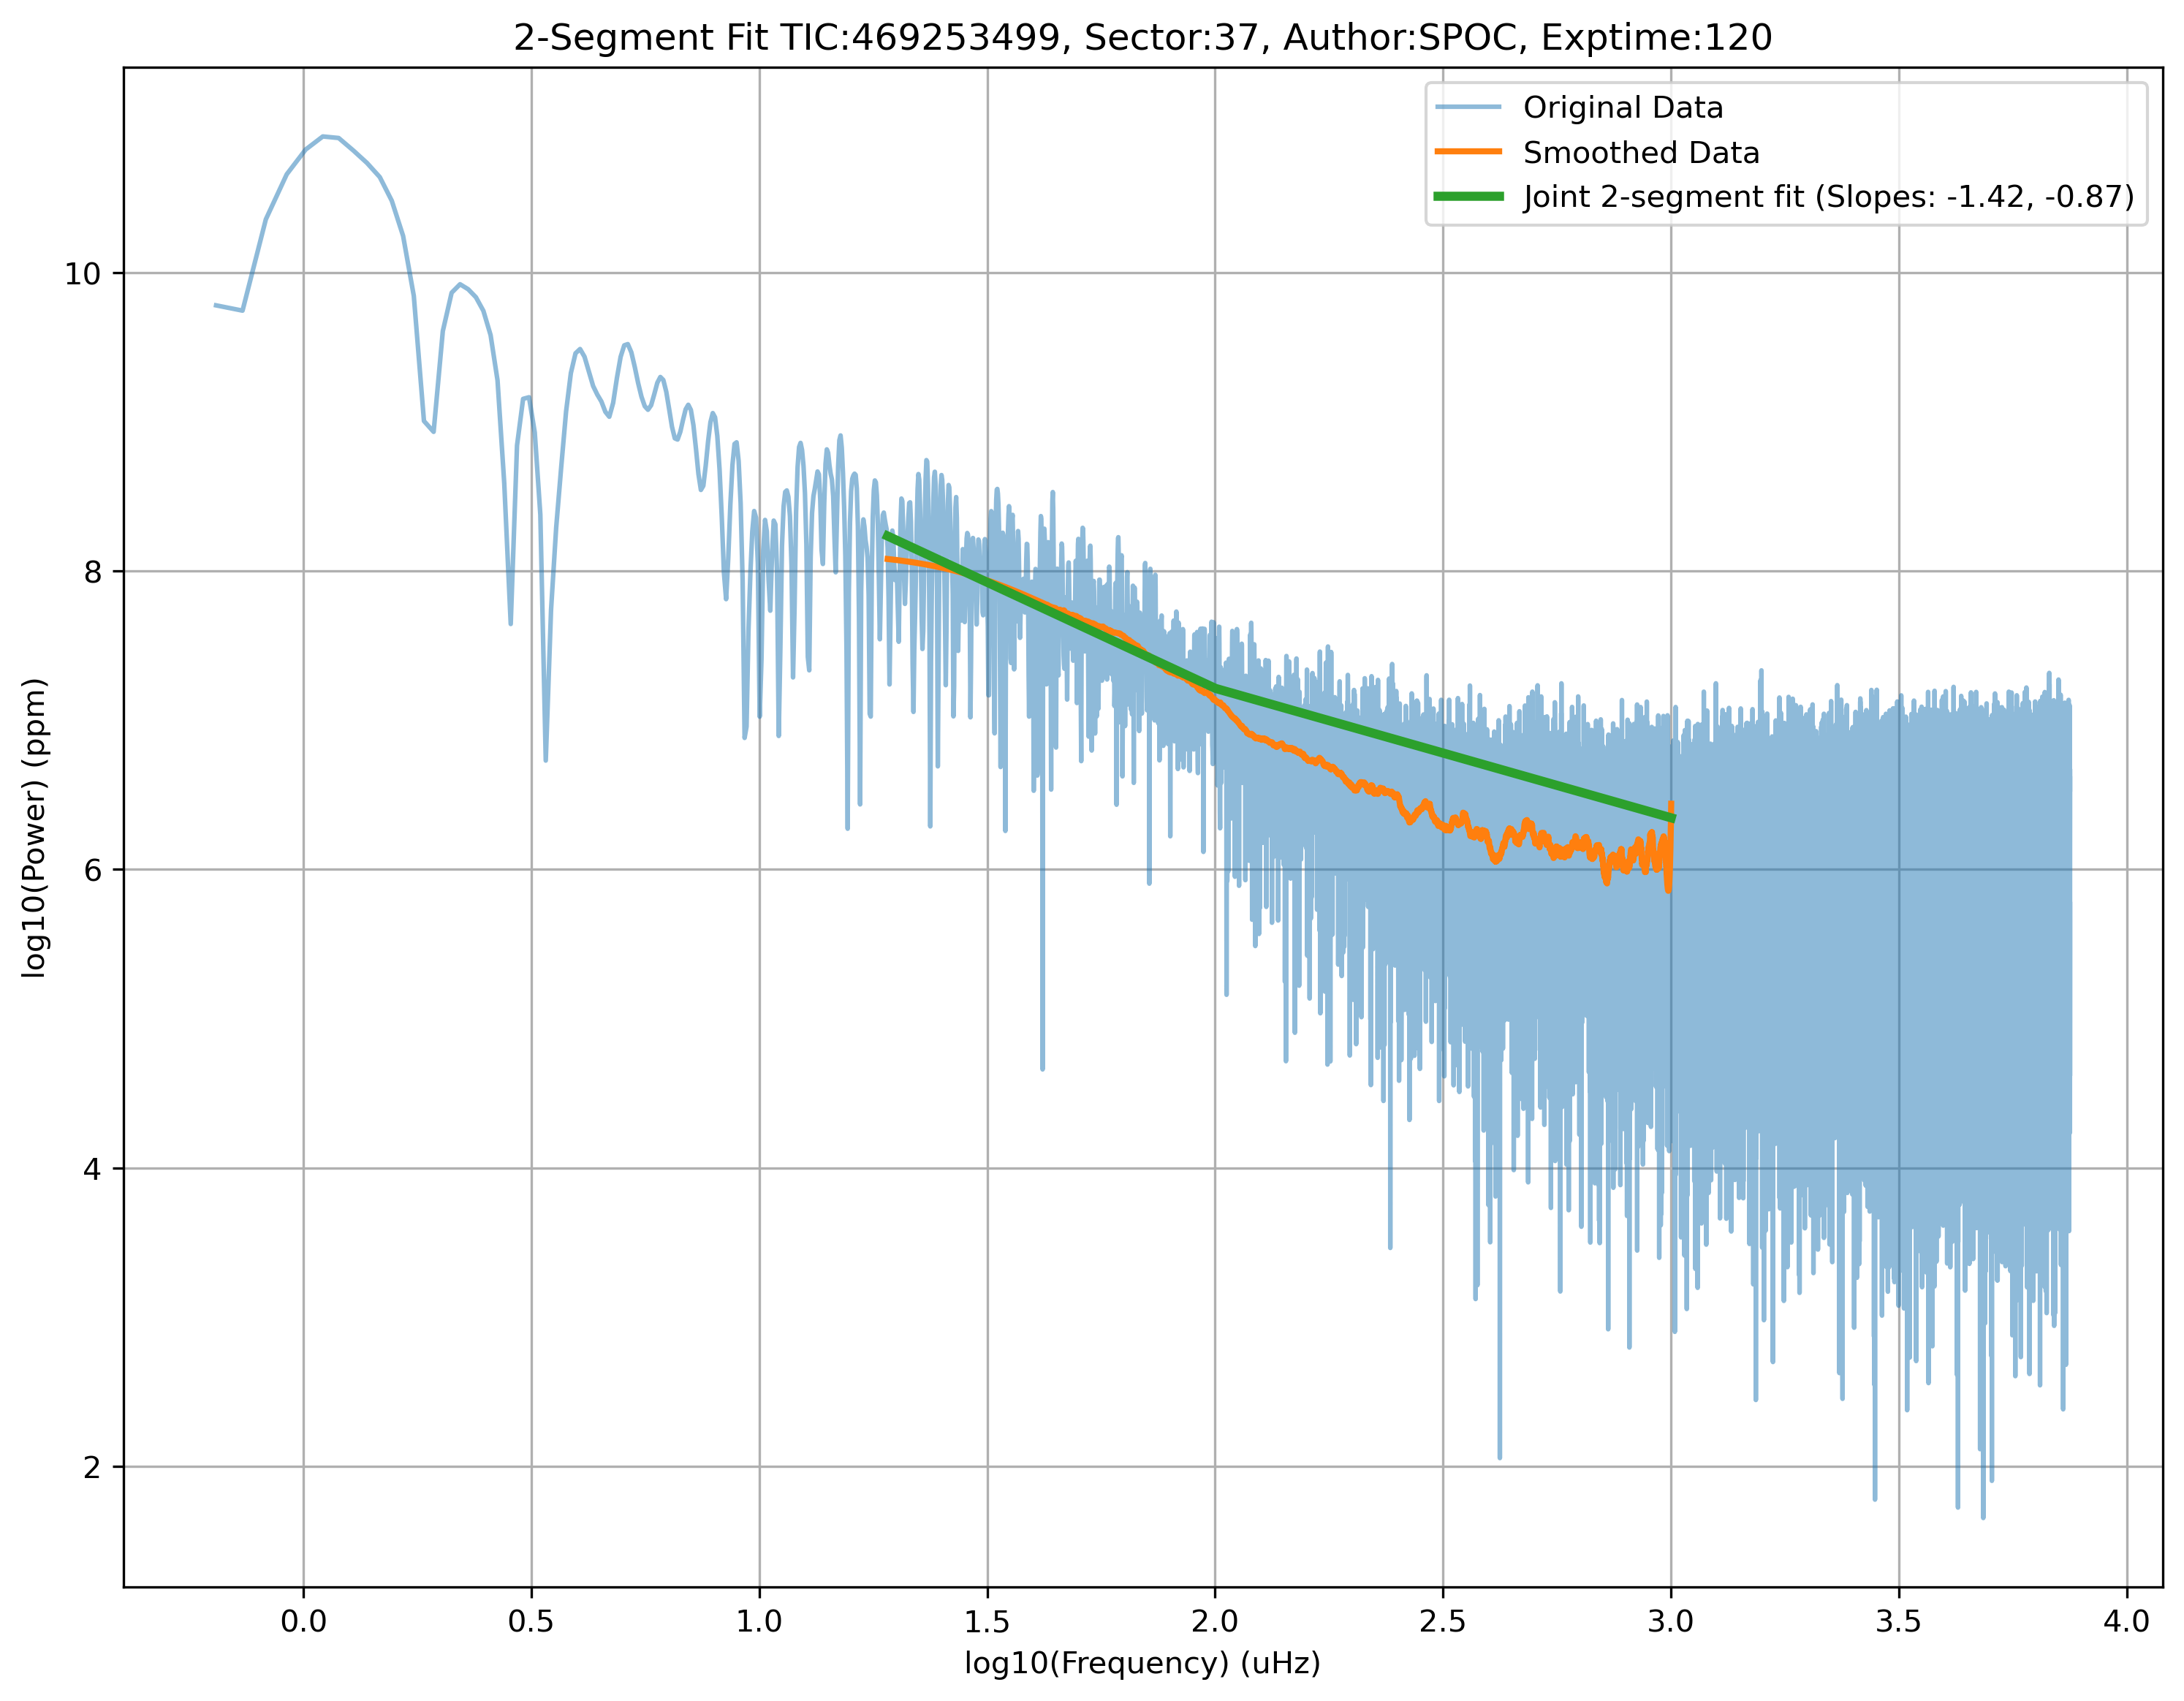 2-Segment Fit TIC:469253499, Sector:37, Author:SPOC, Exptime:120
Original Data
Smoothed Data
Joint 2-segment fit (Slopes: -1.42, -0.87)
log10(Power) (ppm)
10
8
6
4
2
0.0 0.5 1.0 1.5 2.0 2.5 3.0 3.5 4.0
log10(Frequency) (uHz)